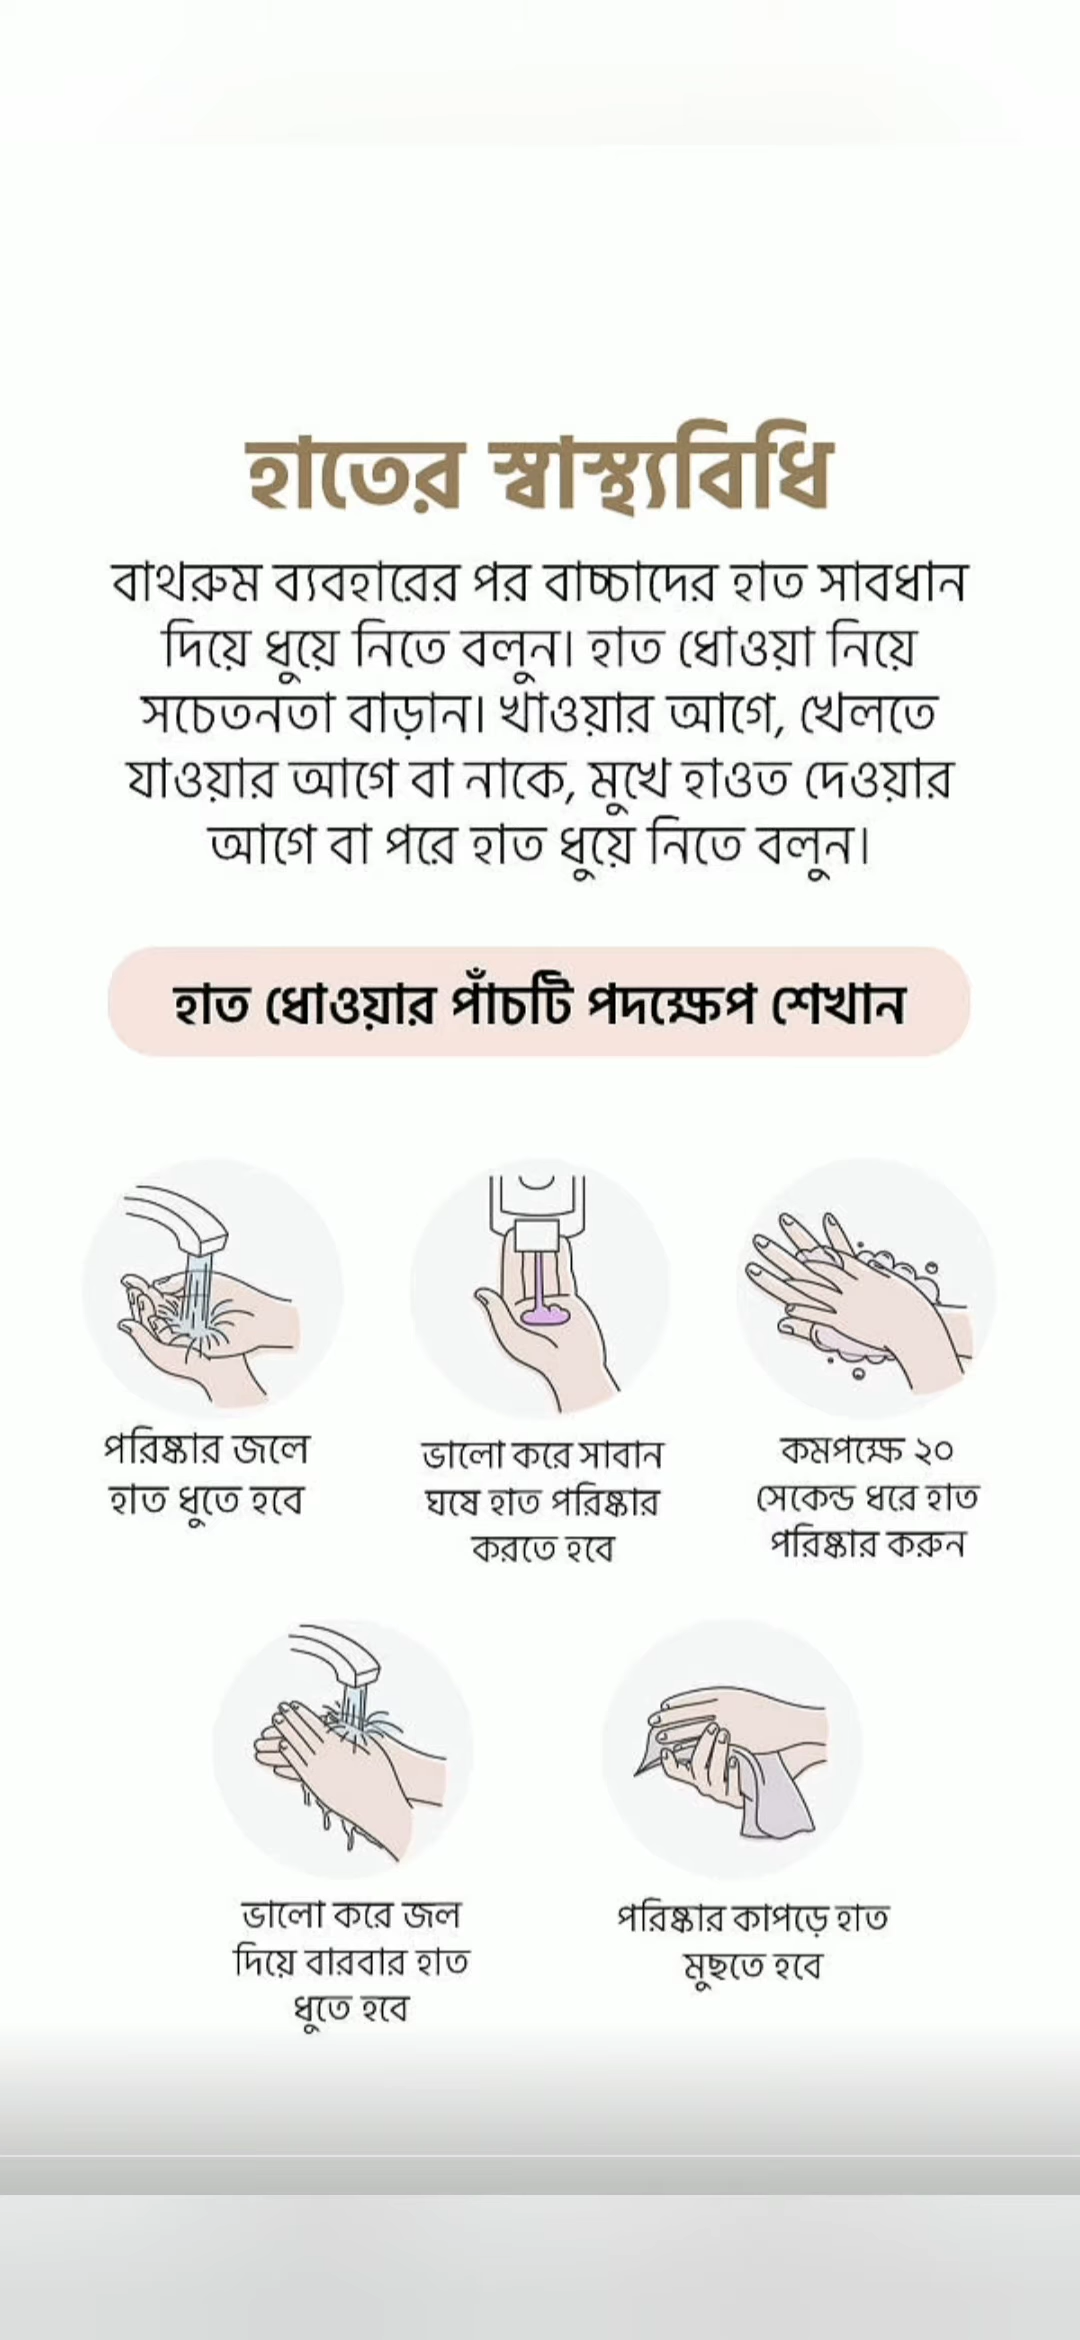 হাতের স্বাস্থ্যবিধি
বাথরুম ব্যবহারের পর বাচ্চাদের হাত সাবধান
দিয়ে ধুয়ে নিতে বলুন। হাত ধোওয়া নিয়ে
সচেতনতা বাড়ান। খাওয়ার আগে, খেলতে
যাওয়ার আগে বা নাকে, মুখে হাওত দেওয়ার
আগে বা পরে হাত ধুয়ে নিতে বলুন।
হাত ধোওয়ার পাঁচটি পদক্ষেপ শেখান
পরিষ্কার জলে
হাত ধুতে হবে
ভালো করে সাবান
ঘষে হাত পরিষ্কার
করতে হবে
কমপক্ষে ২০
সেকেন্ড ধরে হাত
পরিষ্কার করুন
ভালো করে জল
দিয়ে বারবার হাত
ধুতে হবে
পরিষ্কার কাপড়ে হাত
মুছতে হবে